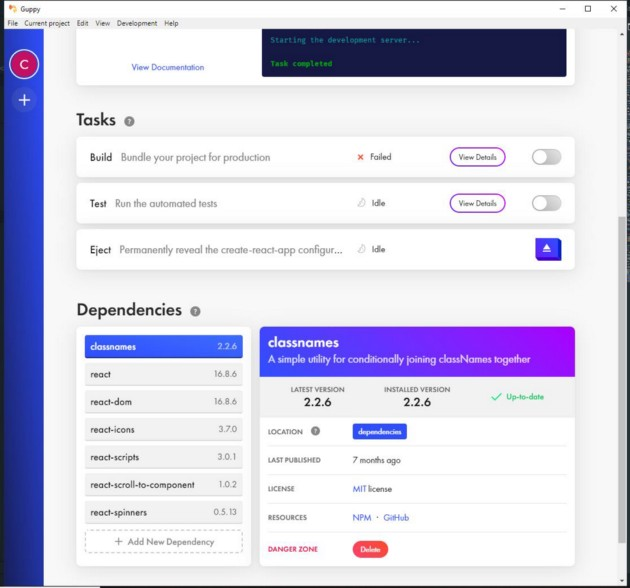 Guppy
File Current project Edit View Development Help
C
Starting the development server...
View Documentation
Task completed
Tasks ?
Build Bundle your project for production Failed View Details
Test Run the automated tests Idle View Details
Eject Permanently reveal the create-react-app configur... Idle
Dependencies ?
classnames 2.2.6
react 16.8.6
react-dom 16.8.6
react-icons 3.7.0
react-scripts 3.0.1
react-scroll-to-component 1.0.2
react-spinners 0.5.13
+ Add New Dependency
classnames
A simple utility for conditionally joining classNames together
LATEST VERSION INSTALLED VERSION
2.2.6 2.2.6 Up-to-date
LOCATION ? dependencies
LAST PUBLISHED 7 months ago
LICENSE MIT license
RESOURCES NPM · GitHub
DANGER ZONE Delete